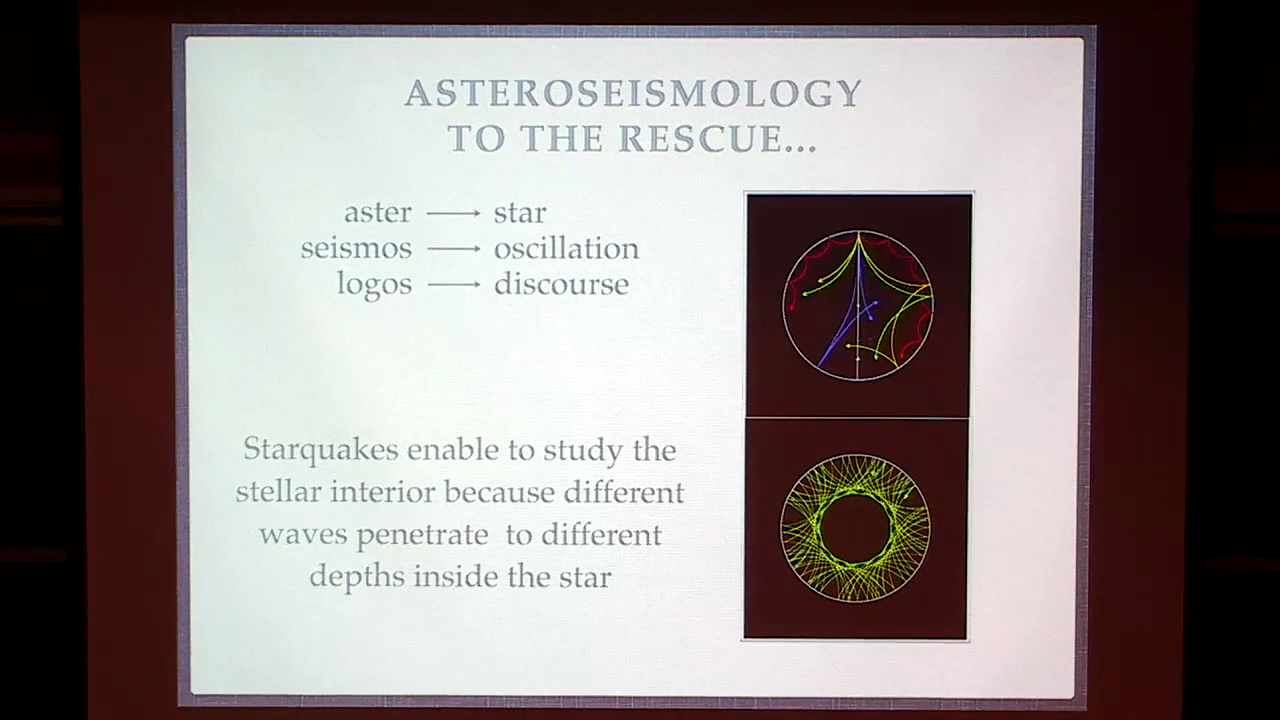 ASTEROSEISMOLOGY
TO THE RESCUE...
aster ⟶ star
seismos ⟶ oscillation
logos ⟶ discourse
Starquakes enable to study the
stellar interior because different
waves penetrate to different
depths inside the star